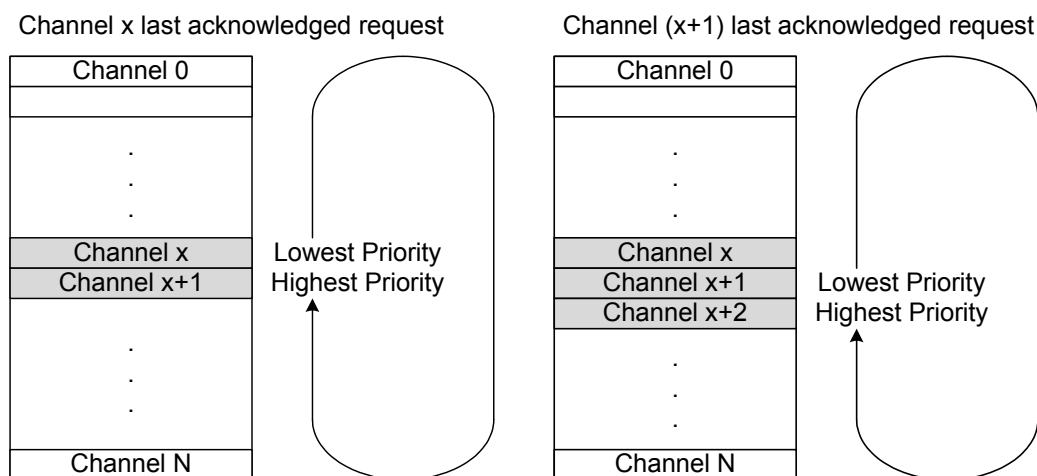 Channel x last acknowledged request
Channel 0
.
.
.
Channel x
Channel x+1
.
.
.
Channel N
Lowest Priority
Highest Priority
Channel (x+1) last acknowledged request
Channel 0
.
.
.
Channel x
Channel x+1
Channel x+2
.
.
.
Channel N
Lowest Priority
Highest Priority